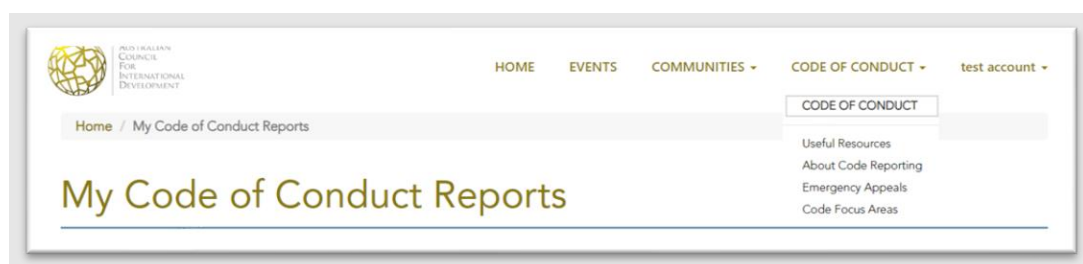 AUSTRALIAN
COUNCIL
FOR
INTERNATIONAL
DEVELOPMENT
HOME EVENTS COMMUNITIES CODE OF CONDUCT test account
CODE OF CONDUCT
Useful Resources
About Code Reporting
Emergency Appeals
Code Focus Areas
Home / My Code of Conduct Reports
My Code of Conduct Reports